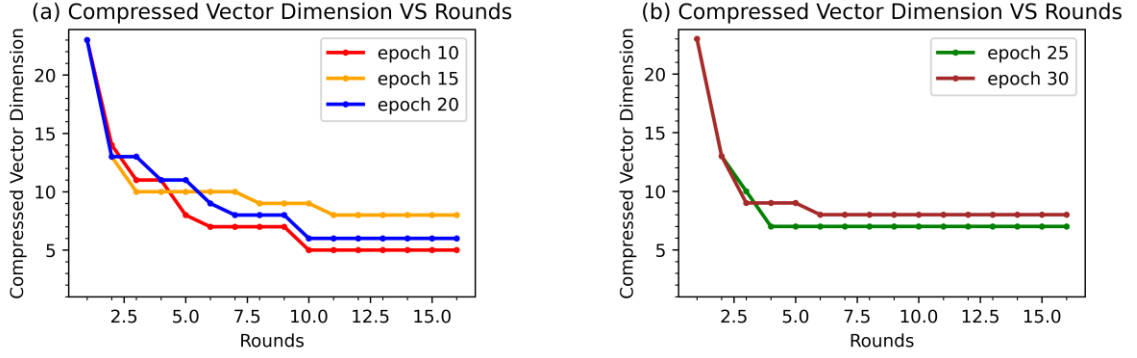 (a) Compressed Vector Dimension VS Rounds
Compressed Vector Dimension
20
15
10
5
epoch 10
epoch 15
epoch 20
2.5 5.0 7.5 10.0 12.5 15.0
Rounds
(b) Compressed Vector Dimension VS Rounds
Compressed Vector Dimension
20
15
10
5
epoch 25
epoch 30
2.5 5.0 7.5 10.0 12.5 15.0
Rounds